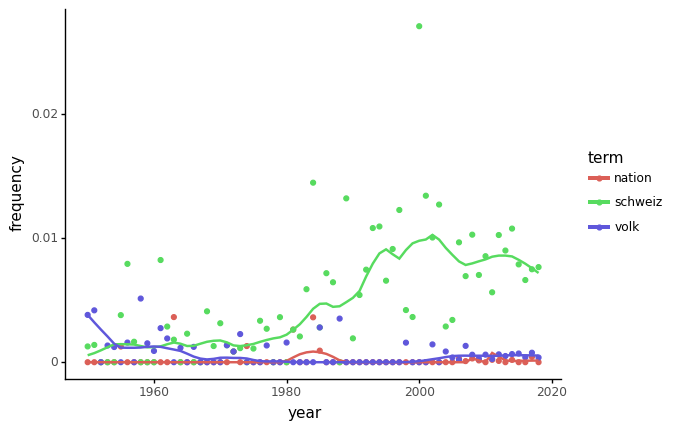 0.02
0.01
0
frequency
1960
1980
2000
2020
year
term
nation
schweiz
volk